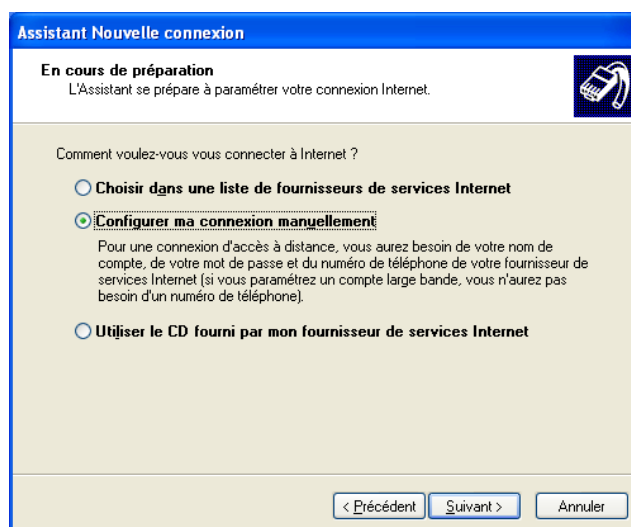 Assistant Nouvelle connexion
En cours de préparation
L'Assistant se prépare à paramétrer votre connexion Internet.
Comment voulez-vous vous connecter à Internet ?
Choisir dans une liste de fournisseurs de services Internet
Configurer ma connexion manuellement
Pour une connexion d'accès à distance, vous aurez besoin de votre nom de
compte, de votre mot de passe et du numéro de téléphone de votre fournisseur de
services Internet (si vous paramétrez un compte large bande, vous n'aurez pas
besoin d'un numéro de téléphone).
Utiliser le CD fourni par mon fournisseur de services Internet
< Précédent Suivant > Annuler